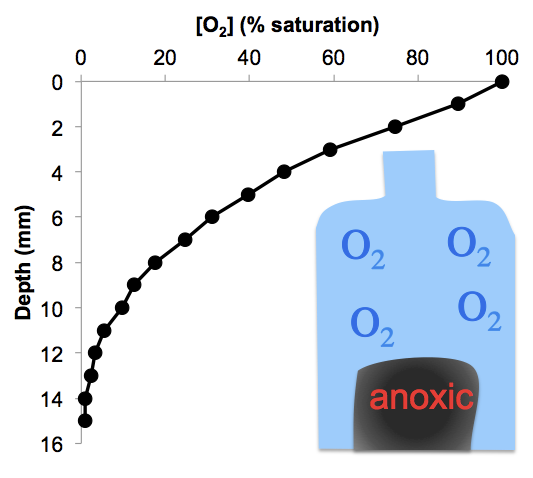 [O₂] (% saturation)
0 20 40 60 80 100
0
2
4
6
8
10
12
14
16
Depth (mm)
O₂ O₂
O₂ O₂
anoxic